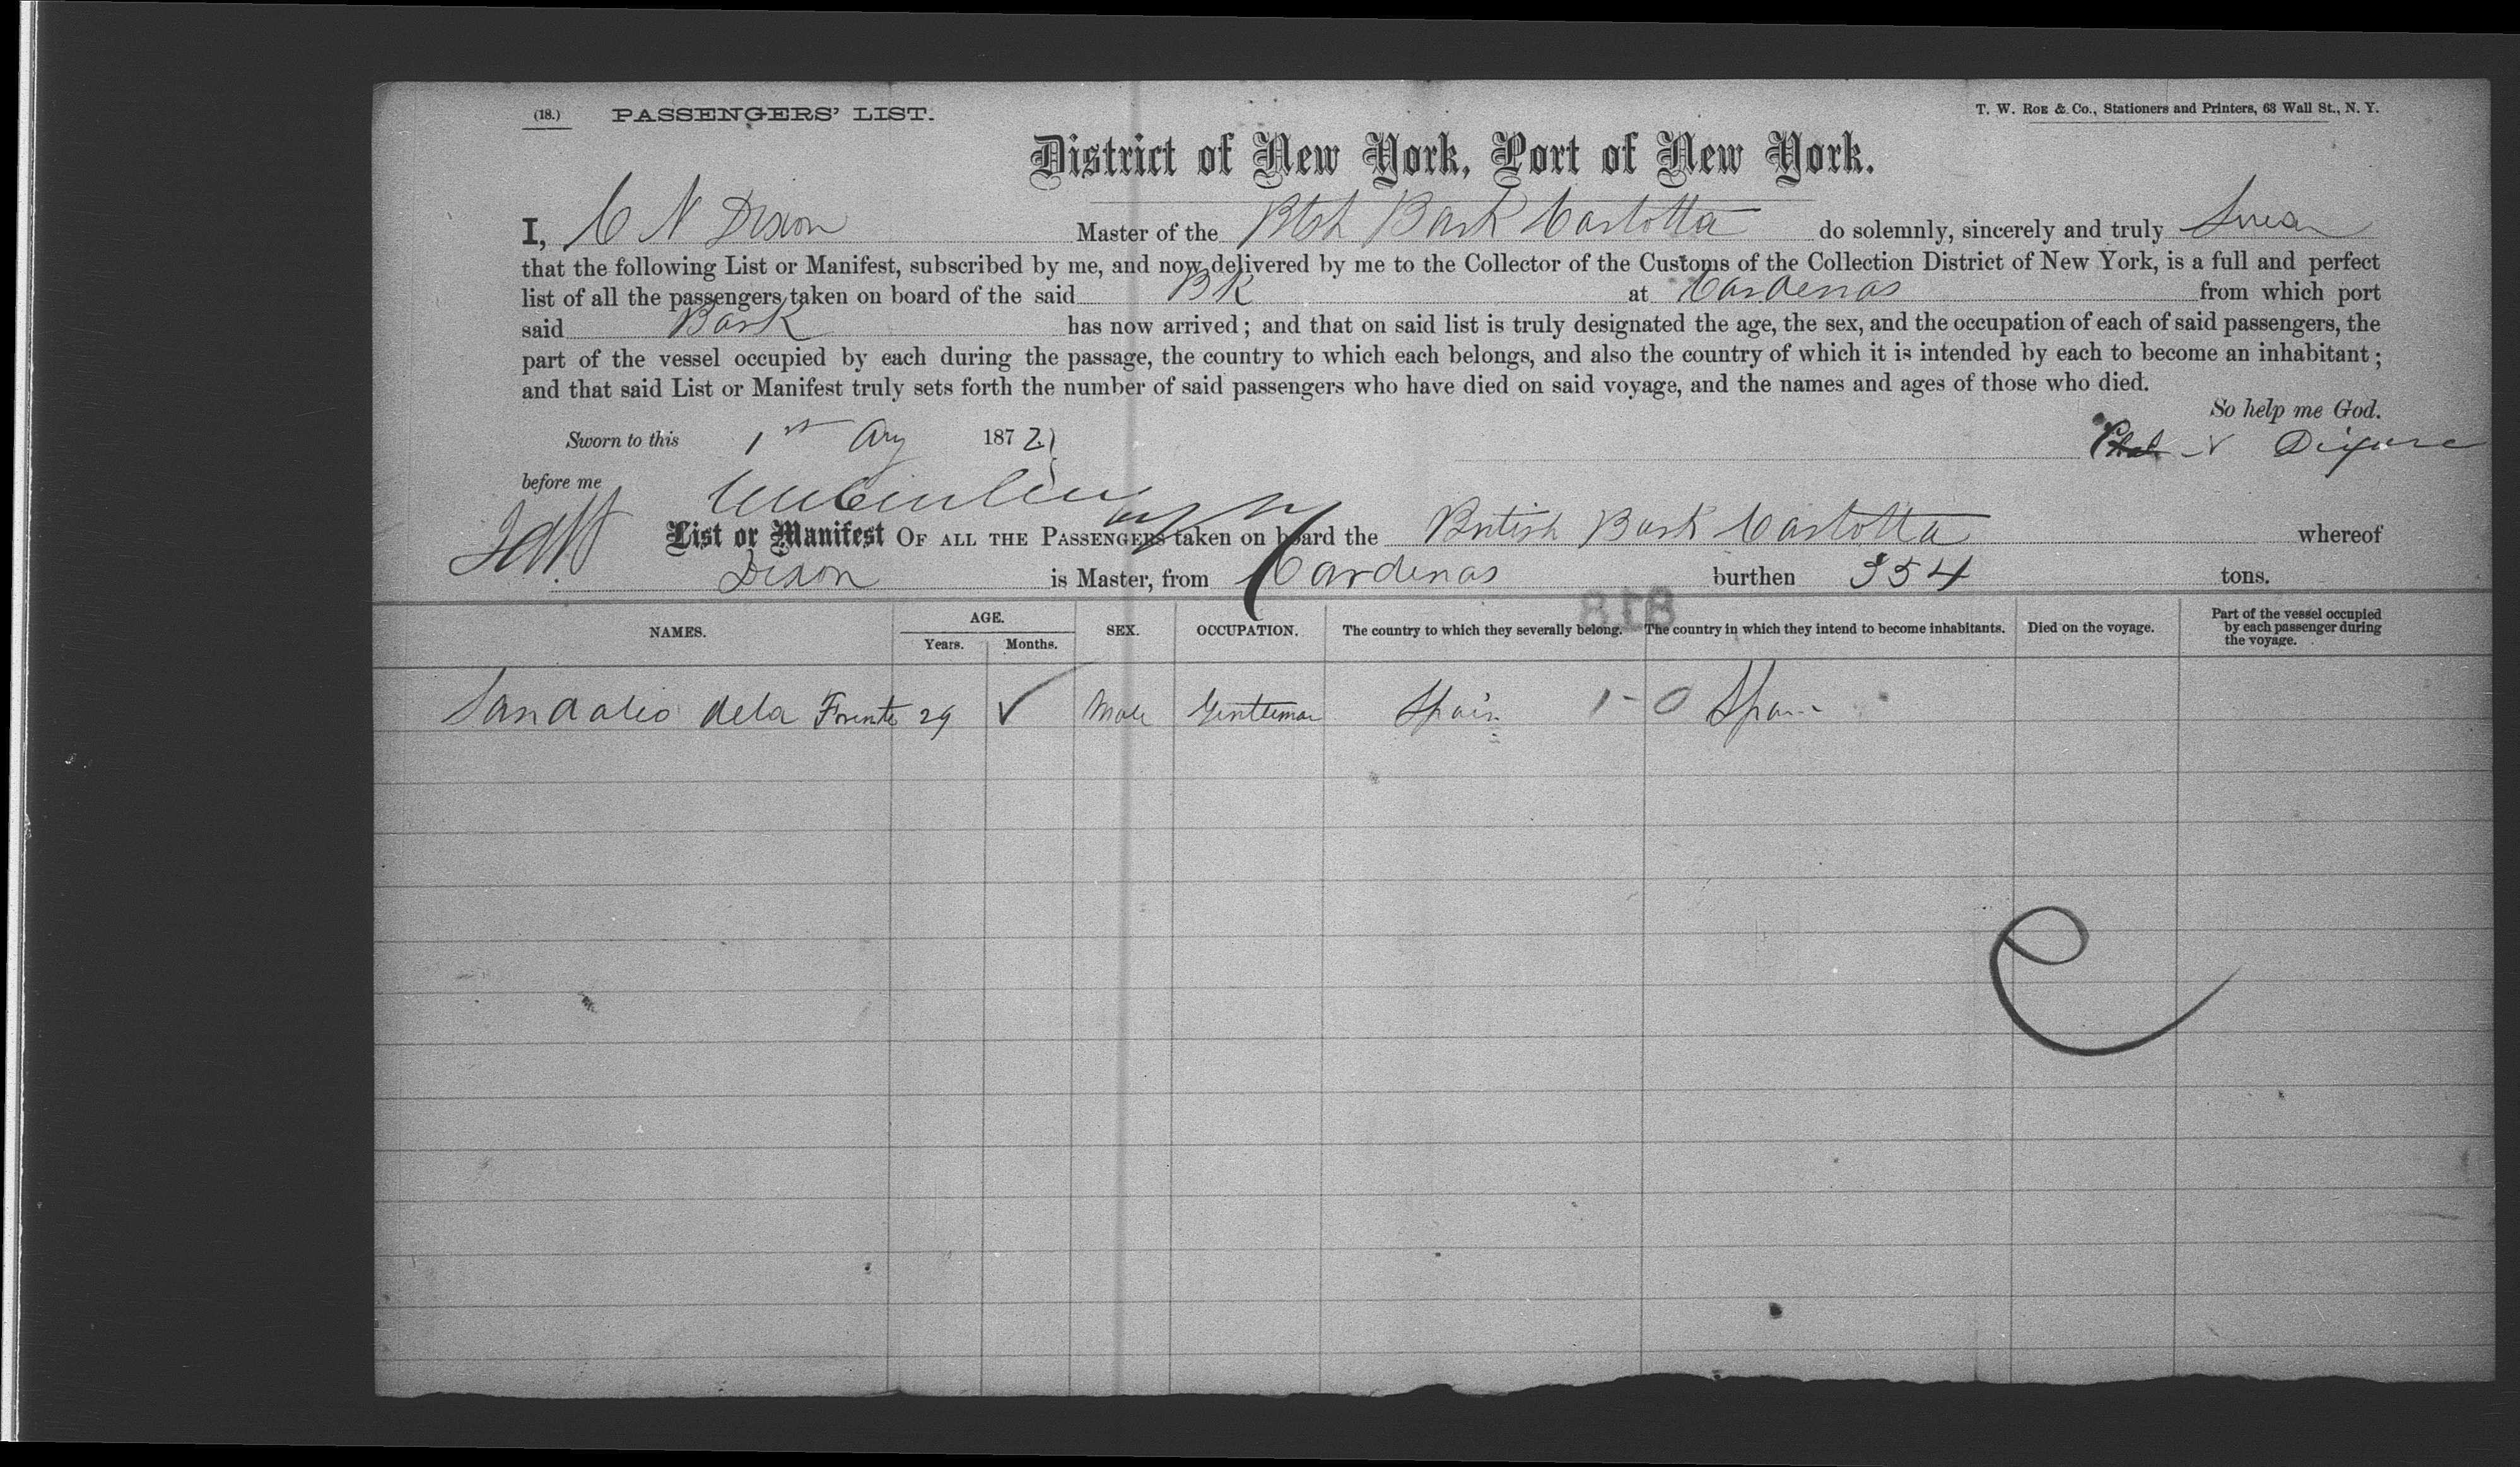 (18.) PASSENGERS' LIST. T. W. Roe & Co., Stationers and Printers, 63 Wall St., N. Y.
District of New York, Port of New York.
I, C N Dixon Master of the Btsh Bark Carlotta do solemnly, sincerely and truly Swear
that the following List or Manifest, subscribed by me, and now delivered by me to the Collector of the Customs of the Collection District of New York, is a full and perfect
list of all the passengers taken on board of the said Bk at Cardenas from which port
said Bark has now arrived; and that on said list is truly designated the age, the sex, and the occupation of each of said passengers, the
part of the vessel occupied by each during the passage, the country to which each belongs, and also the country of which it is intended by each to become an inhabitant;
and that said List or Manifest truly sets forth the number of said passengers who have died on said voyage, and the names and ages of those who died.
So help me God.
Sworn to this 1st Aug 1872 N Dixon
before me
List or Manifest OF ALL THE PASSENGERS taken on board the British Bark Carlotta whereof
Dixon is Master, from Cardenas burthen 354 tons.
818
NAMES. AGE. Years. Months. SEX. OCCUPATION. The country to which they severally belong. The country in which they intend to become inhabitants. Died on the voyage. Part of the vessel occupied by each passenger during the voyage.
Sandalio dela Fuente 29 Male Gentleman Spain 1-0 Spain